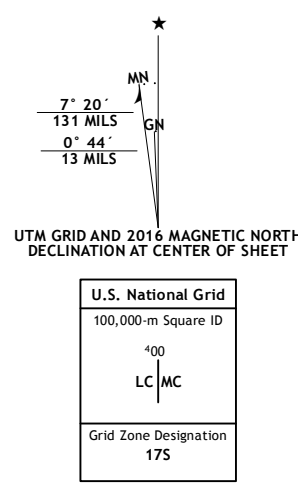 MN
7° 20´
131 MILS
GN
0° 44´
13 MILS
UTM GRID AND 2016 MAGNETIC NORTH
DECLINATION AT CENTER OF SHEET
U.S. National Grid
100,000-m Square ID
⁴00
LC MC
Grid Zone Designation
17S